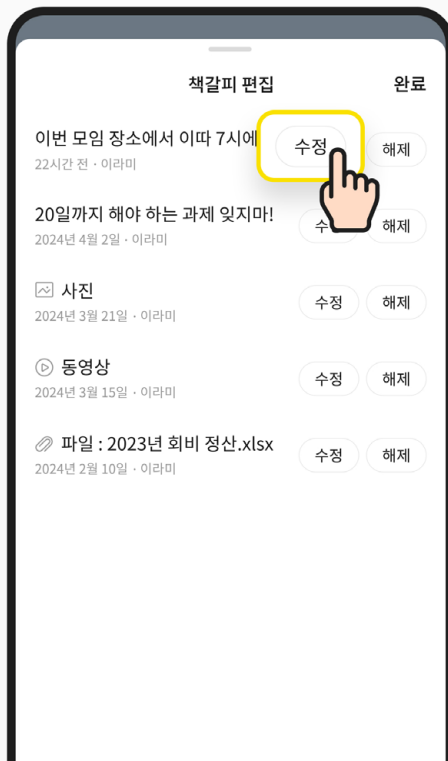 책갈피 편집 완료
이번 모임 장소에서 이따 7시에 수정 해제
22시간 전 · 이라미
20일까지 해야 하는 과제 잊지마! 수 해제
2024년 4월 2일 · 이라미
사진 수정 해제
2024년 3월 21일 · 이라미
동영상 수정 해제
2024년 3월 15일 · 이라미
파일 : 2023년 회비 정산.xlsx 수정 해제
2024년 2월 10일 · 이라미